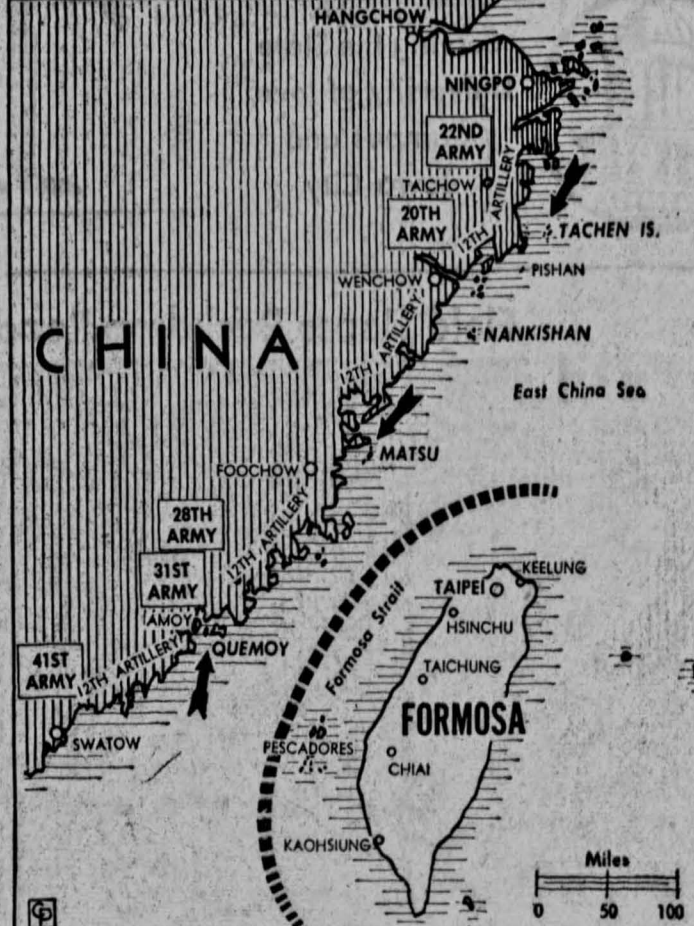 HANGCHOW
NINGPO
22ND
ARMY
TAICHOW
12TH ARTILLERY
20TH
ARMY
TACHEN IS.
PISHAN
WENCHOW
12TH ARTILLERY
NANKISHAN
CHINA
East China Sea
MATSU
FOOCHOW
28TH
ARMY
12TH ARTILLERY
31ST
ARMY
AMOY
QUEMOY
41ST
ARMY
12TH ARTILLERY
SWATOW
Formosa Strait
KEELUNG
TAIPEI
HSINCHU
TAICHUNG
FORMOSA
PESCADORES
CHIAI
KAOHSIUNG
Miles
0 50 100
CP